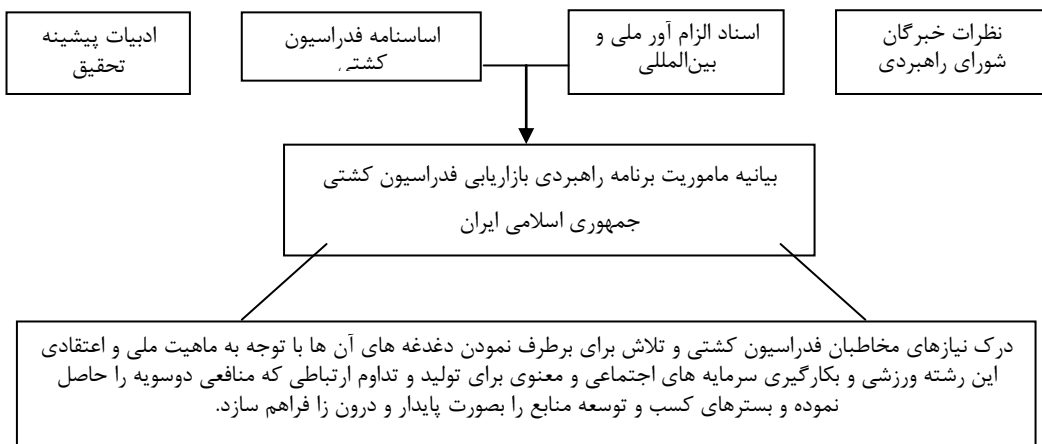 نظرات خبرگان
شورای راهبردی
اسناد الزام آور ملی و
بین‌المللی
اساسنامه فدراسیون
کشتی
ادبیات پیشینه
تحقیق
بیانیه ماموریت برنامه راهبردی بازاریابی فدراسیون کشتی
جمهوری اسلامی ایران
درک نیازهای مخاطبان فدراسیون کشتی و تلاش برای برطرف نمودن دغدغه های آن ها با توجه به ماهیت ملی و اعتقادی
این رشته ورزشی و بکارگیری سرمایه های اجتماعی و معنوی برای تولید و تداوم ارتباطی که منافعی دوسویه را حاصل
نموده و بسترهای کسب و توسعه منابع را بصورت پایدار و درون زا فراهم سازد.